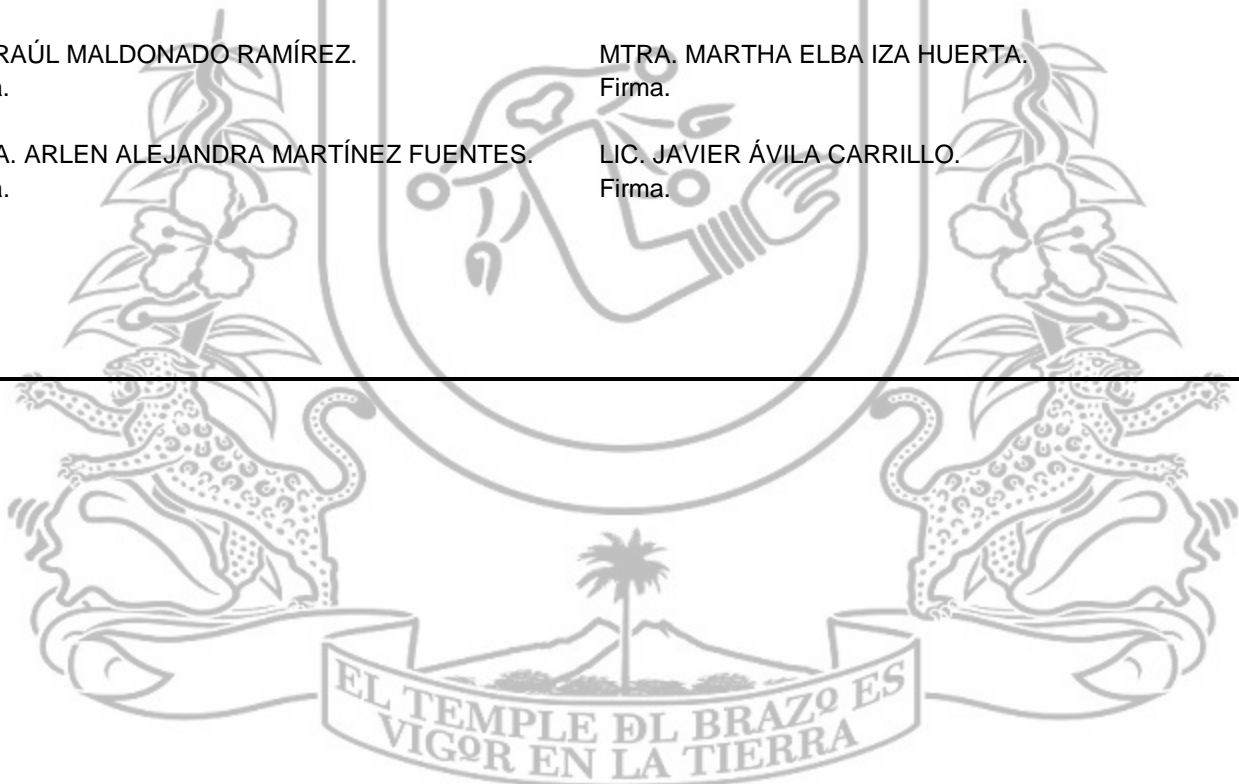 RAÚL MALDONADO RAMÍREZ.
MTRA. MARTHA ELBA IZA HUERTA.
a.
Firma.
A. ARLEN ALEJANDRA MARTÍNEZ FUENTES.
LIC. JAVIER ÁVILA CARRILLO.
a.
Firma.
EL TEMPLE DL BRAZO ES
VIGOR EN LA TIERRA